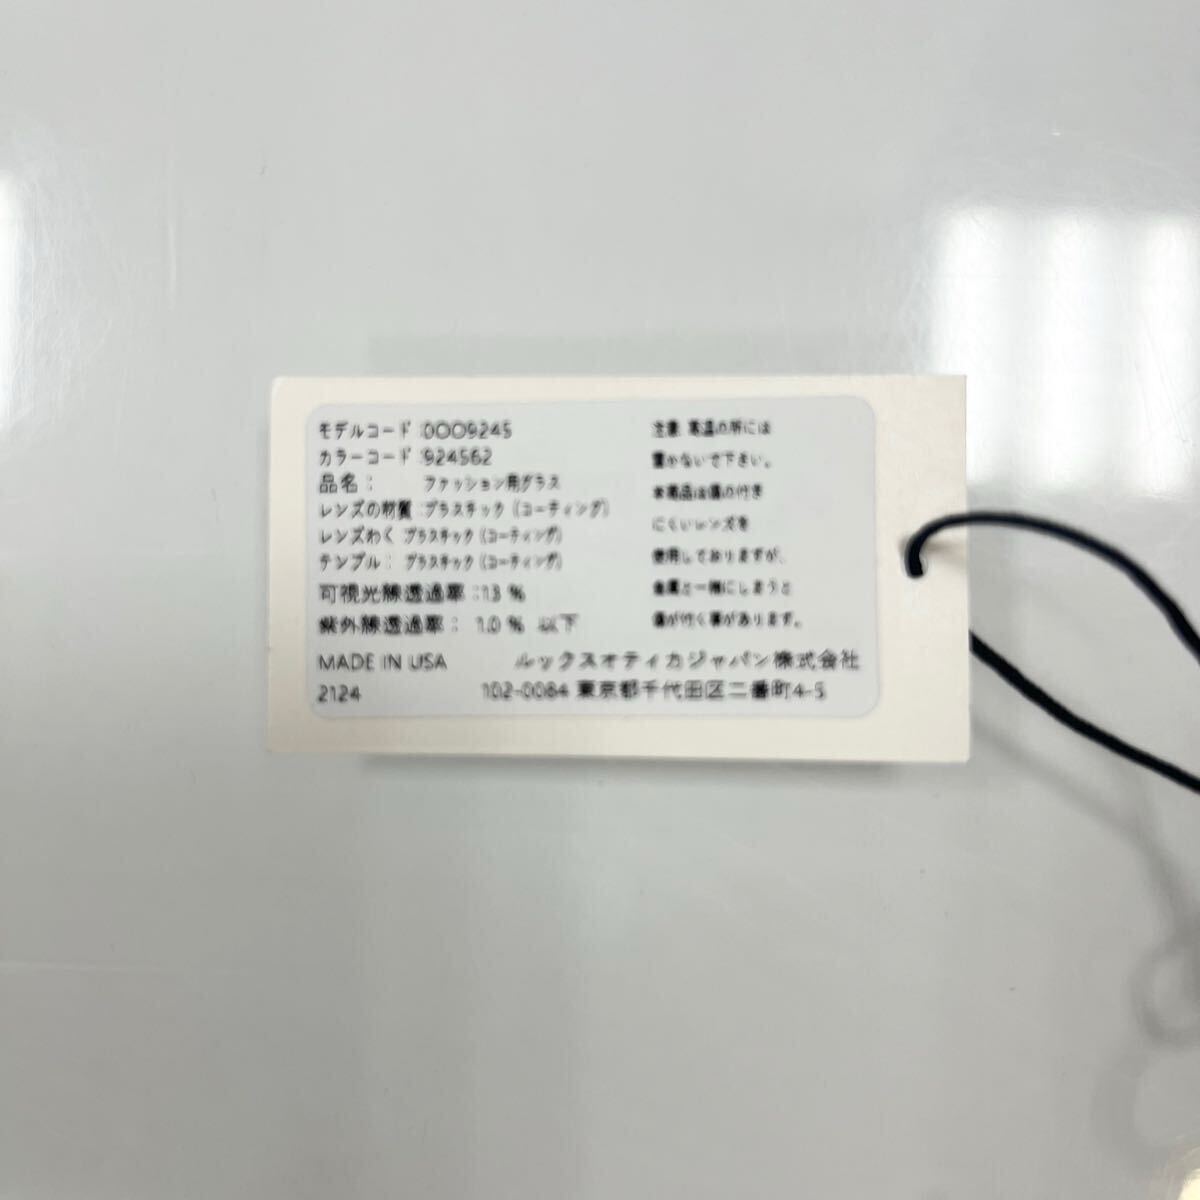 モデルコード :0OO9245
カラーコード :924562
品名： ファッション用グラス
レンズの材質 :プラスチック (コーティング)
レンズわく プラスチック (コーティング)
テンプル： プラスチック (コーティング)
可視光線透過率 :13 %
紫外線透過率： 1.0 % 以下
MADE IN USA
2124
注意: 高温の所には
置かないで下さい。
本商品は傷の付き
にくいレンズを
使用しておりますが、
金属と一緒にしまうと
傷が付く事があります。
ルックスオティカジャパン株式会社
102-0084 東京都千代田区二番町4-5